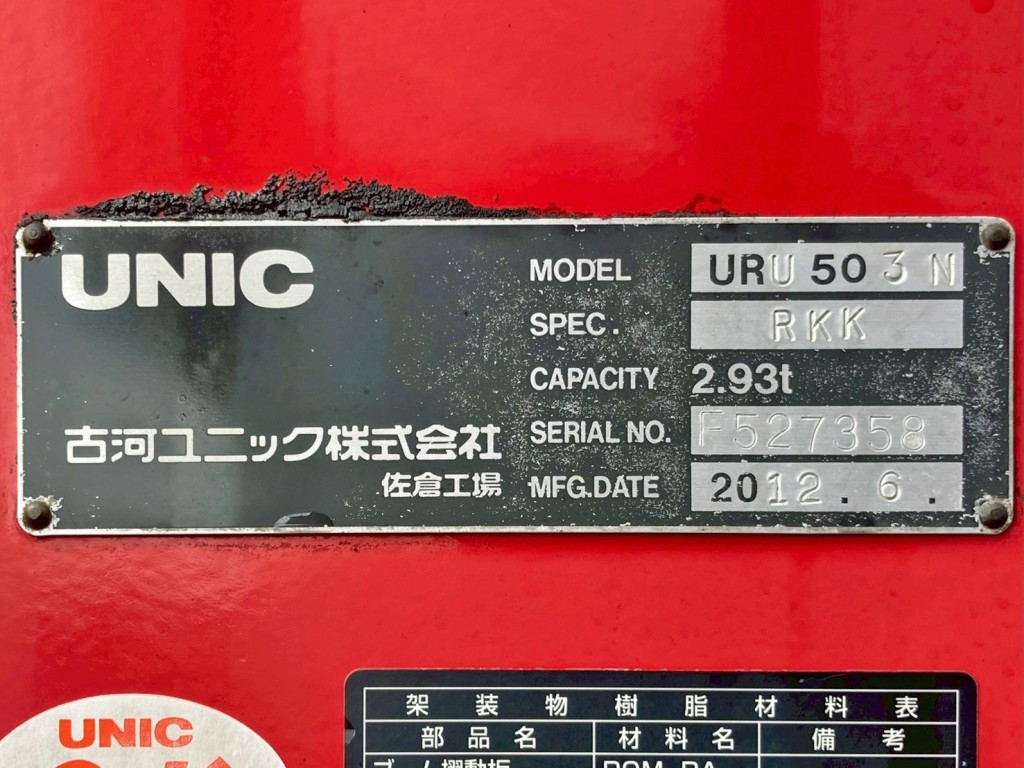 UNIC
MODEL URU503N
SPEC. RKK
CAPACITY 2.93t
古河ユニック株式会社
SERIAL NO. F527358
佐倉工場
MFG.DATE 2012.6.
架装物樹脂材料表
部品名 材料名 備考
UNIC